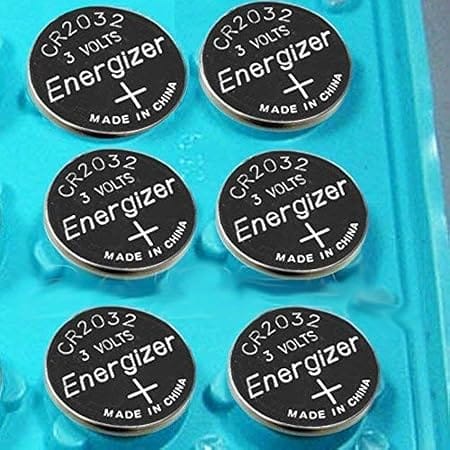 CR2032
3 VOLTS
Energizer
+
MADE IN CHINA
CR2032
3 VOLTS
Energizer
+
MADE IN CHINA
CR2032
3 VOLTS
Energizer
+
MADE IN CHINA
CR2032
3 VOLTS
Energizer
+
MADE IN CHINA
CR2032
3 VOLTS
Energizer
+
MADE IN CHINA
CR2032
3 VOLTS
Energizer
+
MADE IN CHINA